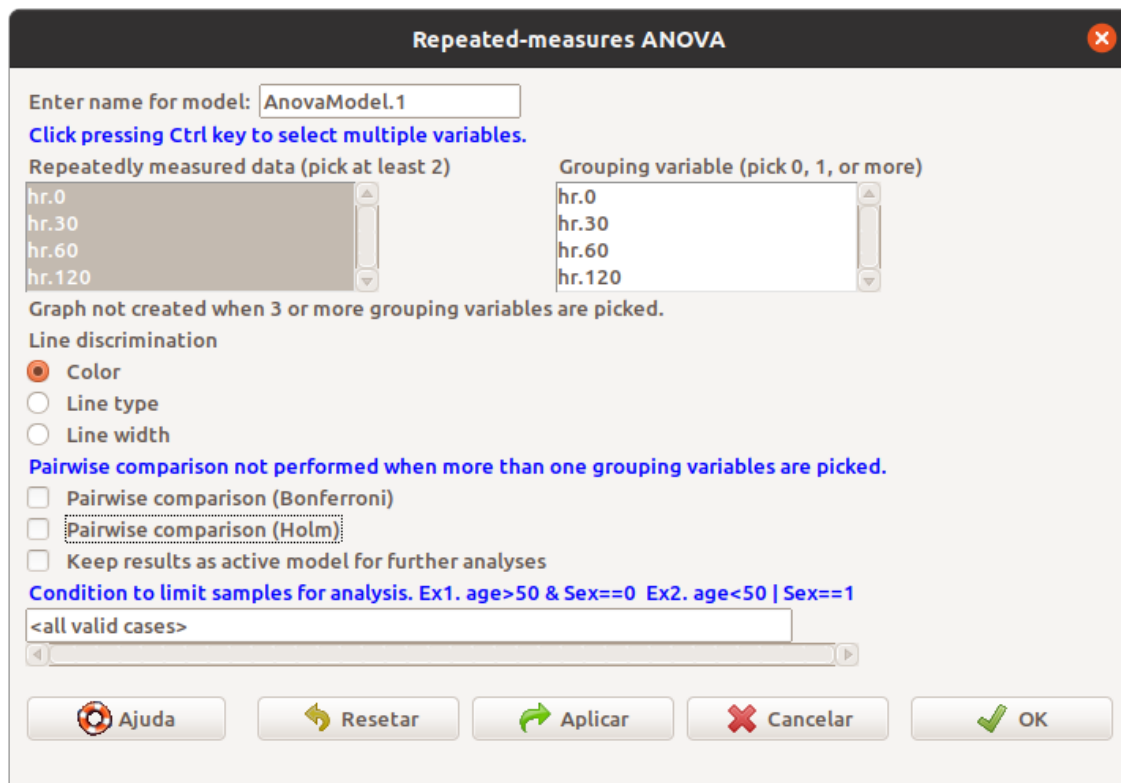 Repeated-measures ANOVA
Enter name for model: AnovaModel.1
Click pressing Ctrl key to select multiple variables.
Repeatedly measured data (pick at least 2) Grouping variable (pick 0, 1, or more)
hr.0 hr.0
hr.30 hr.30
hr.60 hr.60
hr.120 hr.120
Graph not created when 3 or more grouping variables are picked.
Line discrimination
Color
Line type
Line width
Pairwise comparison not performed when more than one grouping variables are picked.
Pairwise comparison (Bonferroni)
Pairwise comparison (Holm)
Keep results as active model for further analyses
Condition to limit samples for analysis. Ex1. age>50 & Sex==0 Ex2. age<50 | Sex==1
<all valid cases>
Ajuda Resetar Aplicar Cancelar OK